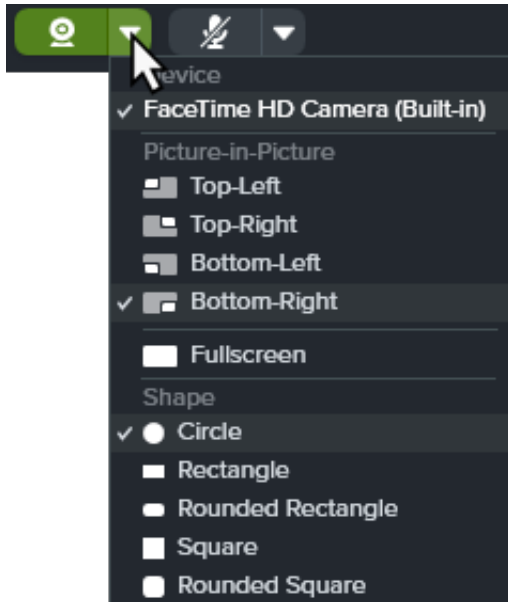 FaceTime HD Camera (Built-in)
Picture-in-Picture
Top-Left
Top-Right
Bottom-Left
Bottom-Right
Fullscreen
Shape
Circle
Rectangle
Rounded Rectangle
Square
Rounded Square